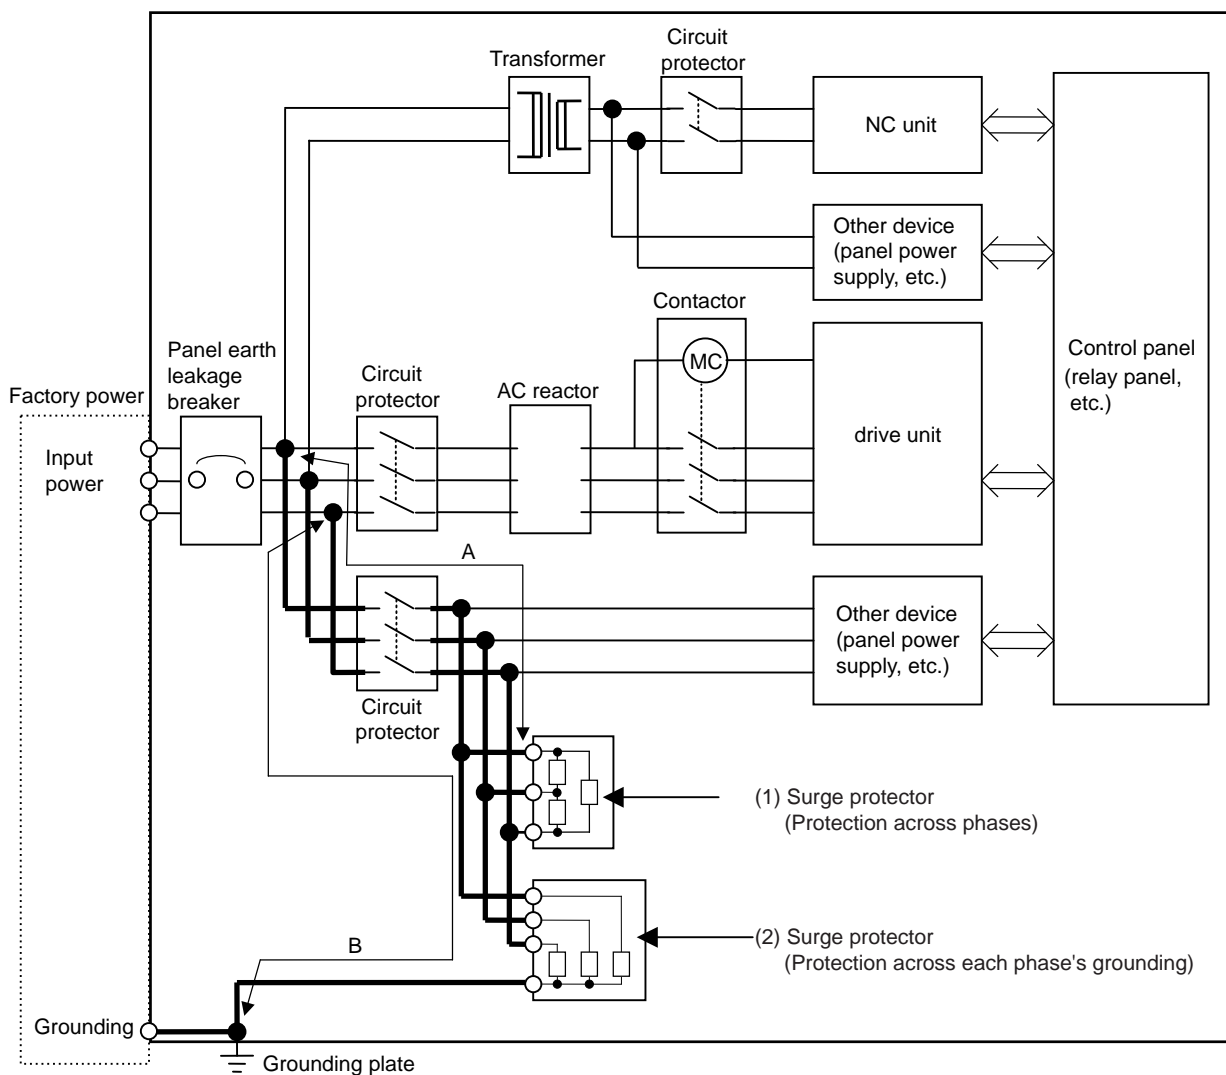 Circuit
protector
Transformer
NC unit
Other device
(panel power
supply, etc.)
Contactor
MC
Panel earth
leakage
breaker
Circuit
protector
AC reactor
Control panel
(relay panel,
etc.)
Factory power
drive unit
Input
power
A
Other device
(panel power
supply, etc.)
Circuit
protector
(1) Surge protector
(Protection across phases)
(2) Surge protector
(Protection across each phase's grounding)
B
Grounding
Grounding plate